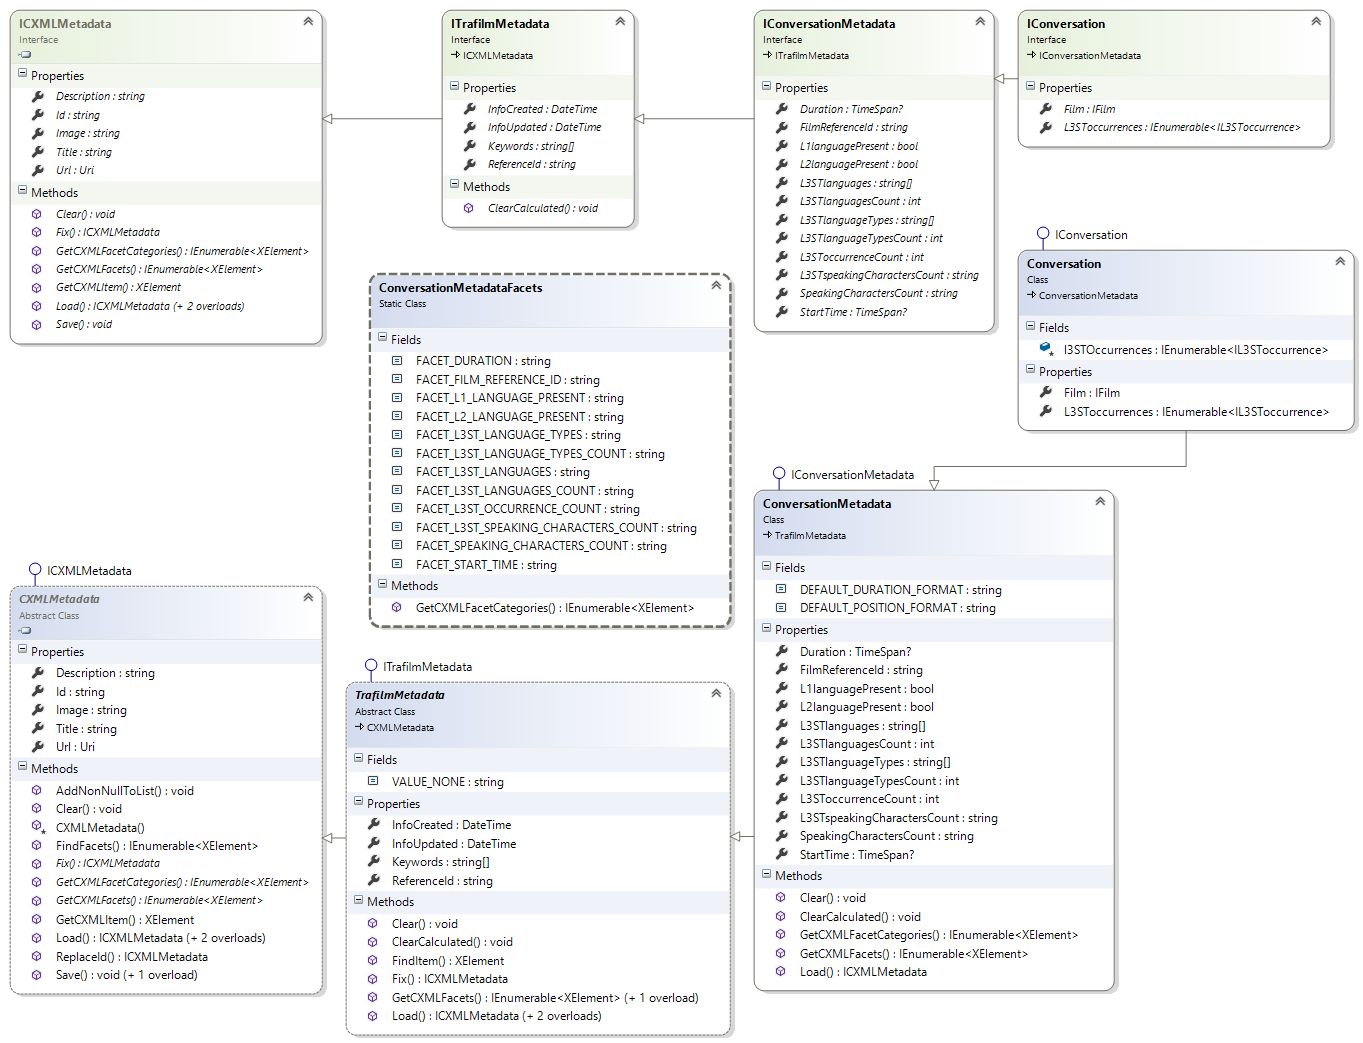 ICXMLMetadata
Interface
Properties
Description : string
Id : string
Image : string
Title : string
Url : Uri
Methods
Clear() : void
Fix() : ICXMLMetadata
GetCXMLFacetCategories() : IEnumerable<XElement>
GetCXMLFacets() : IEnumerable<XElement>
GetCXMLItem() : XElement
Load() : ICXMLMetadata (+ 2 overloads)
Save() : void
ITrafilmMetadata
Interface
ICXMLMetadata
Properties
InfoCreated : DateTime
InfoUpdated : DateTime
Keywords : string[]
ReferenceId : string
Methods
ClearCalculated() : void
IConversationMetadata
Interface
ITrafilmMetadata
Properties
Duration : TimeSpan?
FilmReferenceId : string
L1languagePresent : bool
L2languagePresent : bool
L3STlanguages : string[]
L3STlanguagesCount : int
L3STlanguageTypes : string[]
L3STlanguageTypesCount : int
L3SToccurrenceCount : int
L3STspeakingCharactersCount : string
SpeakingCharactersCount : string
StartTime : TimeSpan?
IConversation
Interface
IConversationMetadata
Properties
Film : IFilm
L3SToccurrences : IEnumerable<IL3SToccurrence>
IConversation
Conversation
Class
ConversationMetadata
Fields
l3STOccurrences : IEnumerable<IL3SToccurrence>
Properties
Film : IFilm
L3SToccurrences : IEnumerable<IL3SToccurrence>
ConversationMetadataFacets
Static Class
Fields
FACET_DURATION : string
FACET_FILM_REFERENCE_ID : string
FACET_L1_LANGUAGE_PRESENT : string
FACET_L2_LANGUAGE_PRESENT : string
FACET_L3ST_LANGUAGE_TYPES : string
FACET_L3ST_LANGUAGE_TYPES_COUNT : string
FACET_L3ST_LANGUAGES : string
FACET_L3ST_LANGUAGES_COUNT : string
FACET_L3ST_OCCURRENCE_COUNT : string
FACET_L3ST_SPEAKING_CHARACTERS_COUNT : string
FACET_SPEAKING_CHARACTERS_COUNT : string
FACET_START_TIME : string
Methods
GetCXMLFacetCategories() : IEnumerable<XElement>
IConversationMetadata
ConversationMetadata
Class
TrafilmMetadata
Fields
DEFAULT_DURATION_FORMAT : string
DEFAULT_POSITION_FORMAT : string
Properties
Duration : TimeSpan?
FilmReferenceId : string
L1languagePresent : bool
L2languagePresent : bool
L3STlanguages : string[]
L3STlanguagesCount : int
L3STlanguageTypes : string[]
L3STlanguageTypesCount : int
L3SToccurrenceCount : int
L3STspeakingCharactersCount : string
SpeakingCharactersCount : string
StartTime : TimeSpan?
Methods
Clear() : void
ClearCalculated() : void
GetCXMLFacetCategories() : IEnumerable<XElement>
GetCXMLFacets() : IEnumerable<XElement>
Load() : ICXMLMetadata
ICXMLMetadata
CXMLMetadata
Abstract Class
Properties
Description : string
Id : string
Image : string
Title : string
Url : Uri
Methods
AddNonNullToList() : void
Clear() : void
CXMLMetadata()
FindFacets() : IEnumerable<XElement>
Fix() : ICXMLMetadata
GetCXMLFacetCategories() : IEnumerable<XElement>
GetCXMLFacets() : IEnumerable<XElement>
GetCXMLItem() : XElement
Load() : ICXMLMetadata (+ 2 overloads)
ReplaceId() : ICXMLMetadata
Save() : void (+ 1 overload)
ITrafilmMetadata
TrafilmMetadata
Abstract Class
CXMLMetadata
Fields
VALUE_NONE : string
Properties
InfoCreated : DateTime
InfoUpdated : DateTime
Keywords : string[]
ReferenceId : string
Methods
Clear() : void
ClearCalculated() : void
FindItem() : XElement
Fix() : ICXMLMetadata
GetCXMLFacets() : IEnumerable<XElement> (+ 1 overload)
Load() : ICXMLMetadata (+ 2 overloads)